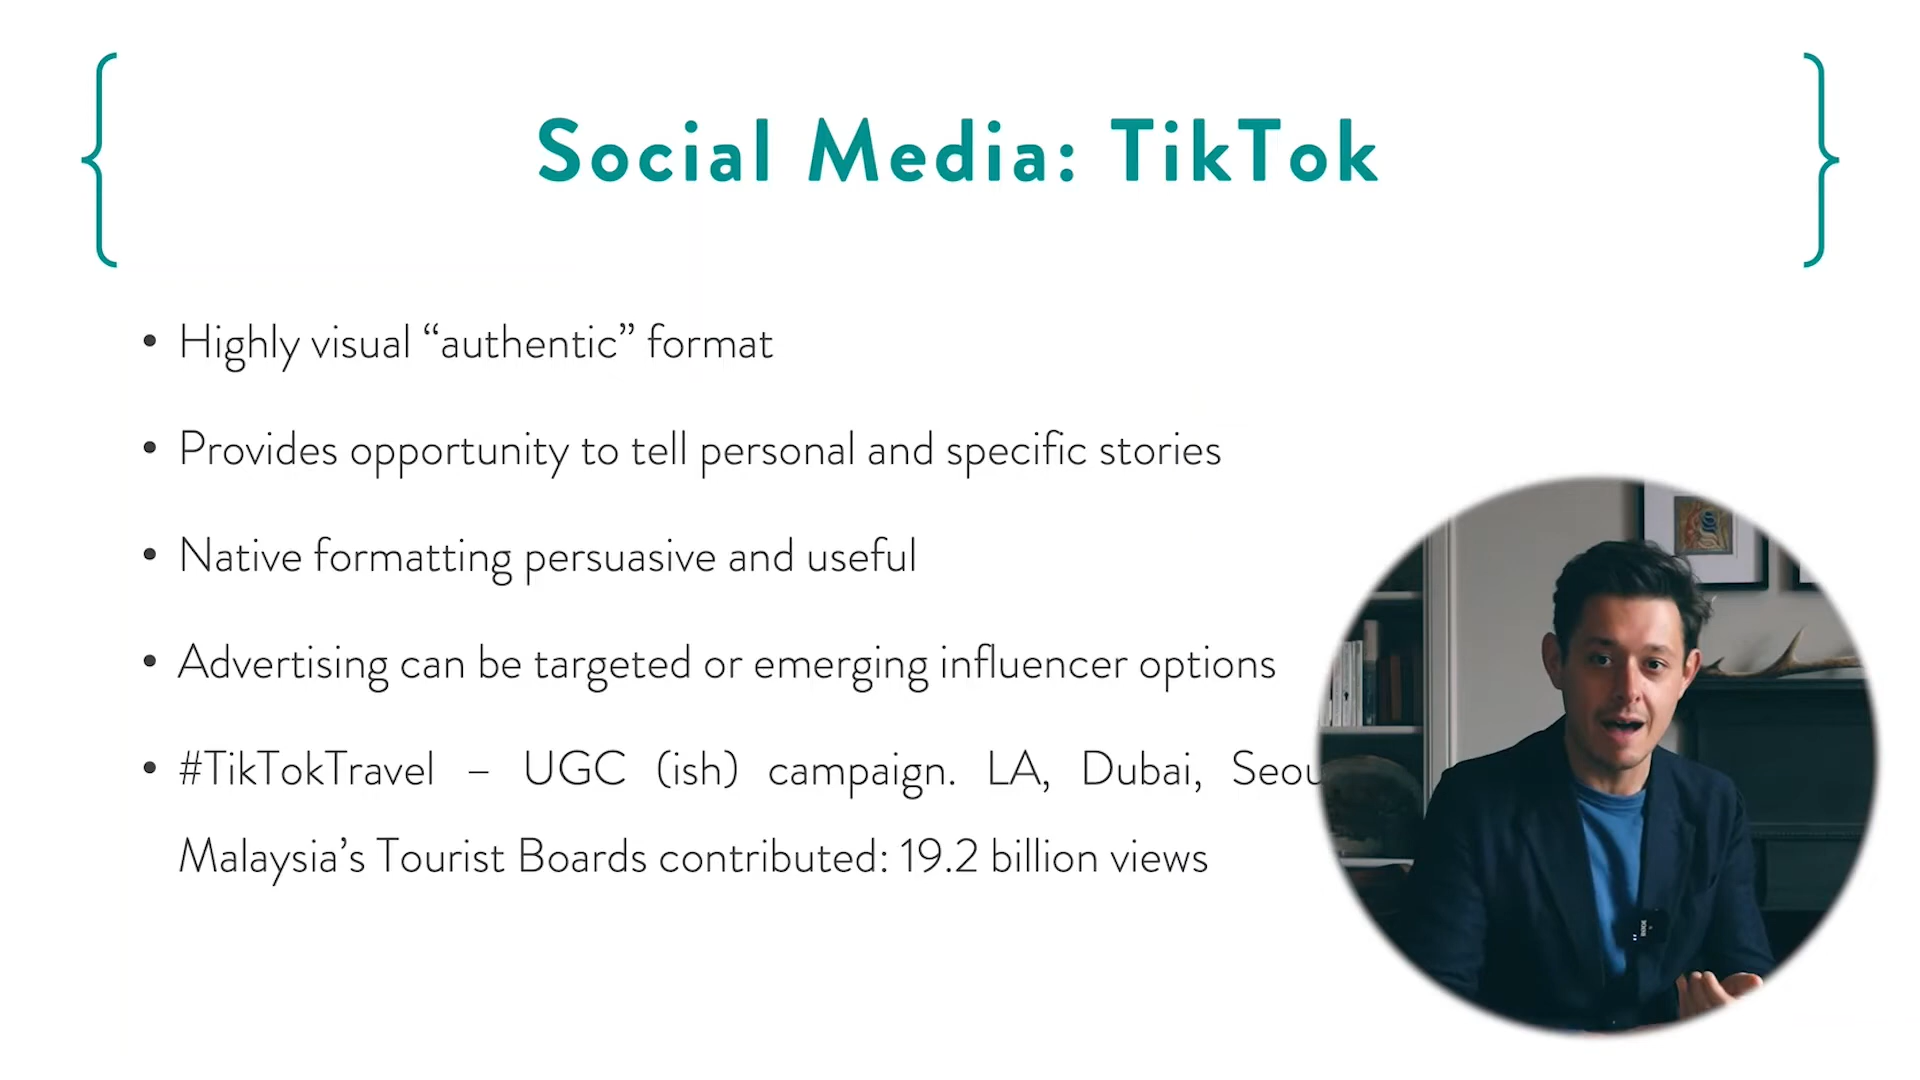 Social Media: TikTok
• Highly visual “authentic” format
• Provides opportunity to tell personal and specific stories
• Native formatting persuasive and useful
• Advertising can be targeted or emerging influencer options
• #TikTokTravel – UGC (ish) campaign. LA, Dubai,
Malaysia’s Tourist Boards contributed: 19.2 billion views